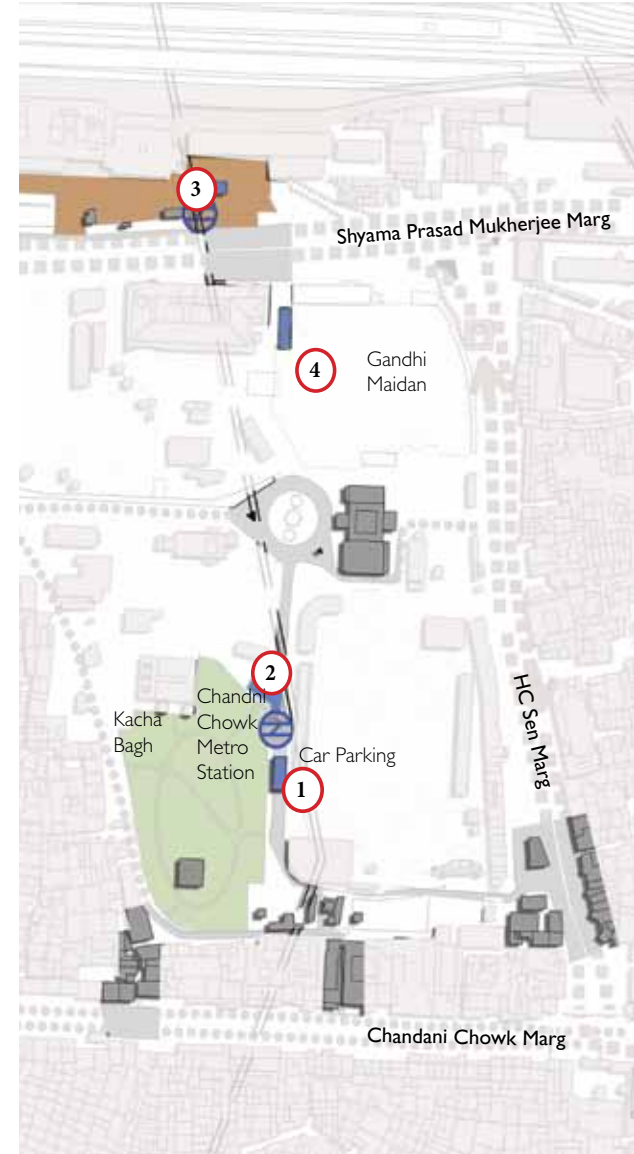 3
Shyama Prasad Mukherjee Marg
4
Gandhi
Maidan
2
Chandni
Chowk
Metro
Station
Kacha
Bagh
Car Parking
1
HC Sen Marg
Chandani Chowk Marg